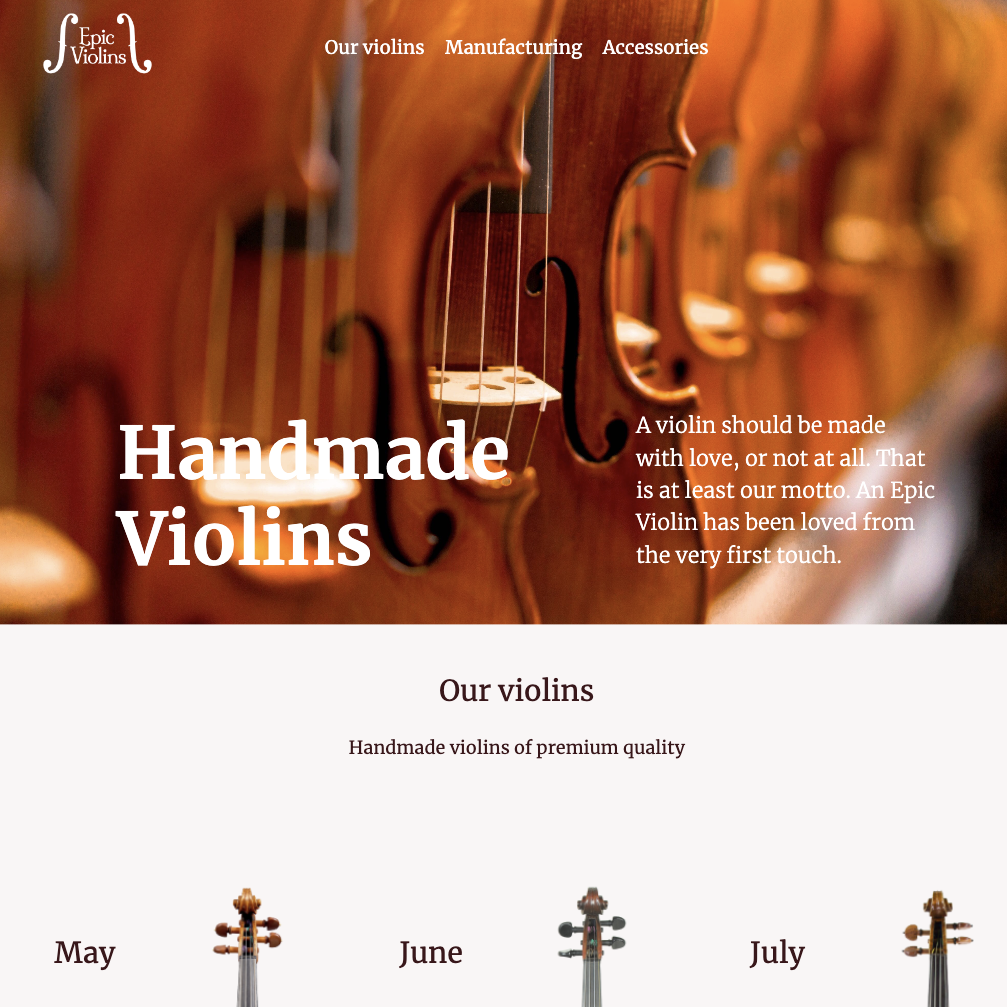 Epic
Violins
Our violins Manufacturing Accessories
Handmade
Violins
A violin should be made
with love, or not at all. That
is at least our motto. An Epic
Violin has been loved from
the very first touch.
Our violins
Handmade violins of premium quality
May
June
July